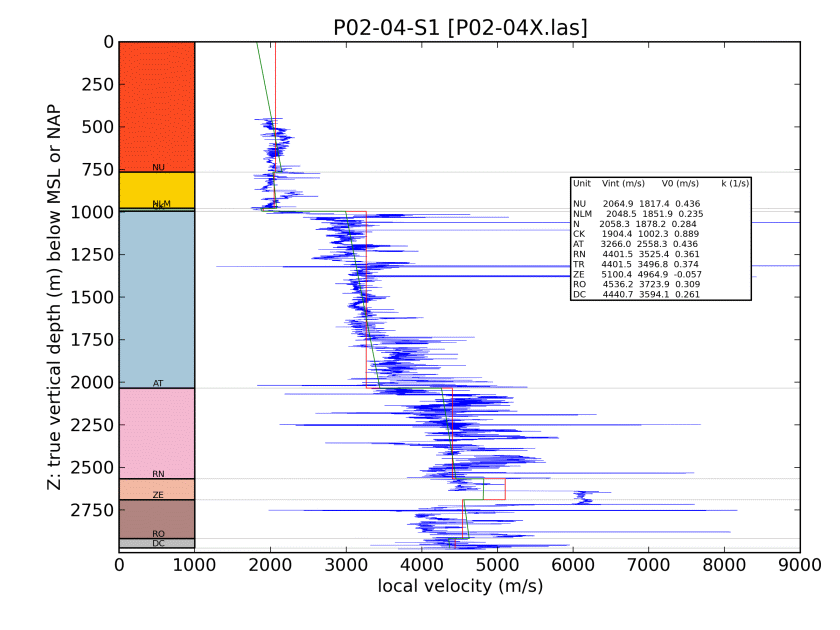 P02-04-S1 [P02-04X.las]
Z: true vertical depth (m) below MSL or NAP
0
250
500
750
1000
1250
1500
1750
2000
2250
2500
2750
NU
NLM
AT
RN
ZE
RO
DC
Unit Vint (m/s) V0 (m/s) k (1/s)
NU 2064.9 1817.4 0.436
NLM 2048.5 1851.9 0.235
N 2058.3 1878.2 0.284
CK 1904.4 1002.3 0.889
AT 3266.0 2558.3 0.436
RN 4401.5 3525.4 0.361
TR 4401.5 3496.8 0.374
ZE 5100.4 4964.9 -0.057
RO 4536.2 3723.9 0.309
DC 4440.7 3594.1 0.261
0 1000 2000 3000 4000 5000 6000 7000 8000 9000
local velocity (m/s)